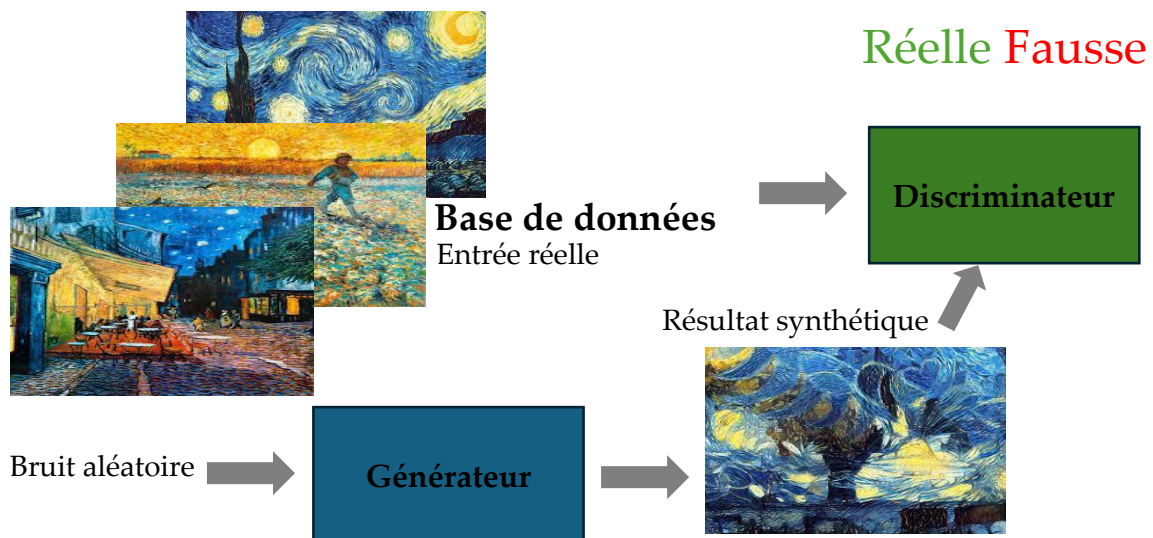 Réelle Fausse
Discriminateur
Base de données
Entrée réelle
Résultat synthétique
Bruit aléatoire
Générateur